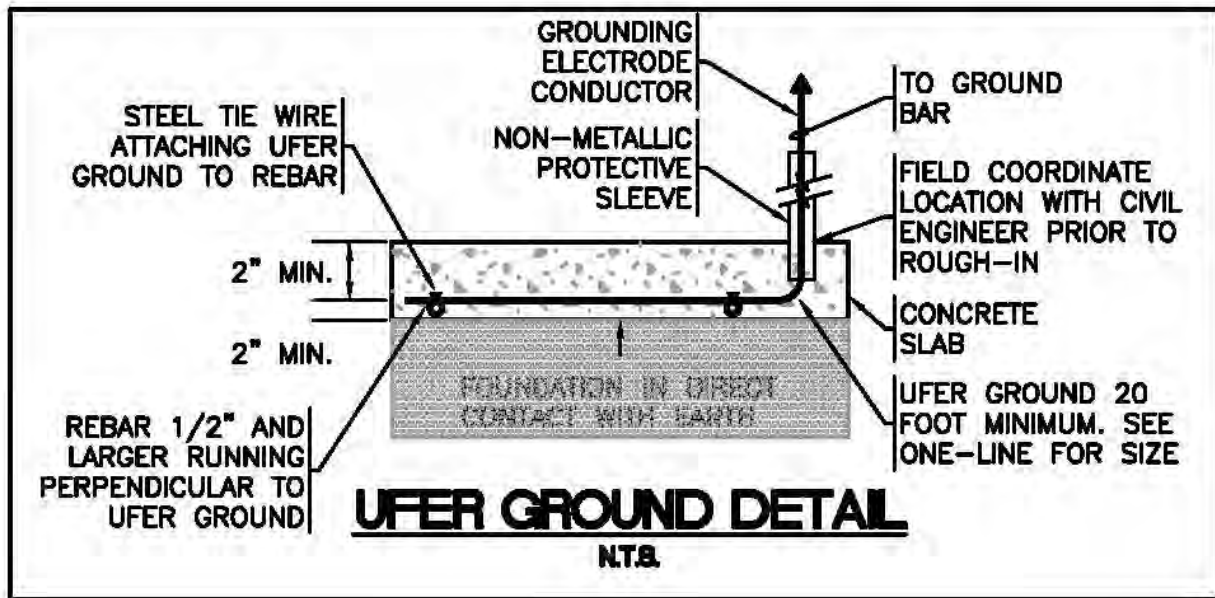 GROUNDING
ELECTRODE
CONDUCTOR
TO GROUND
BAR
STEEL TIE WIRE
ATTACHING UFER
GROUND TO REBAR
NON-METALLIC
PROTECTIVE
SLEEVE
FIELD COORDINATE
LOCATION WITH CIVIL
ENGINEER PRIOR TO
ROUGH-IN
2" MIN.
2" MIN.
CONCRETE
SLAB
FOUNDATION IN DIRECT
CONTACT WITH EARTH
UFER GROUND 20
FOOT MINIMUM. SEE
ONE-LINE FOR SIZE
REBAR 1/2" AND
LARGER RUNNING
PERPENDICULAR TO
UFER GROUND
UFER GROUND DETAIL
N.T.S.